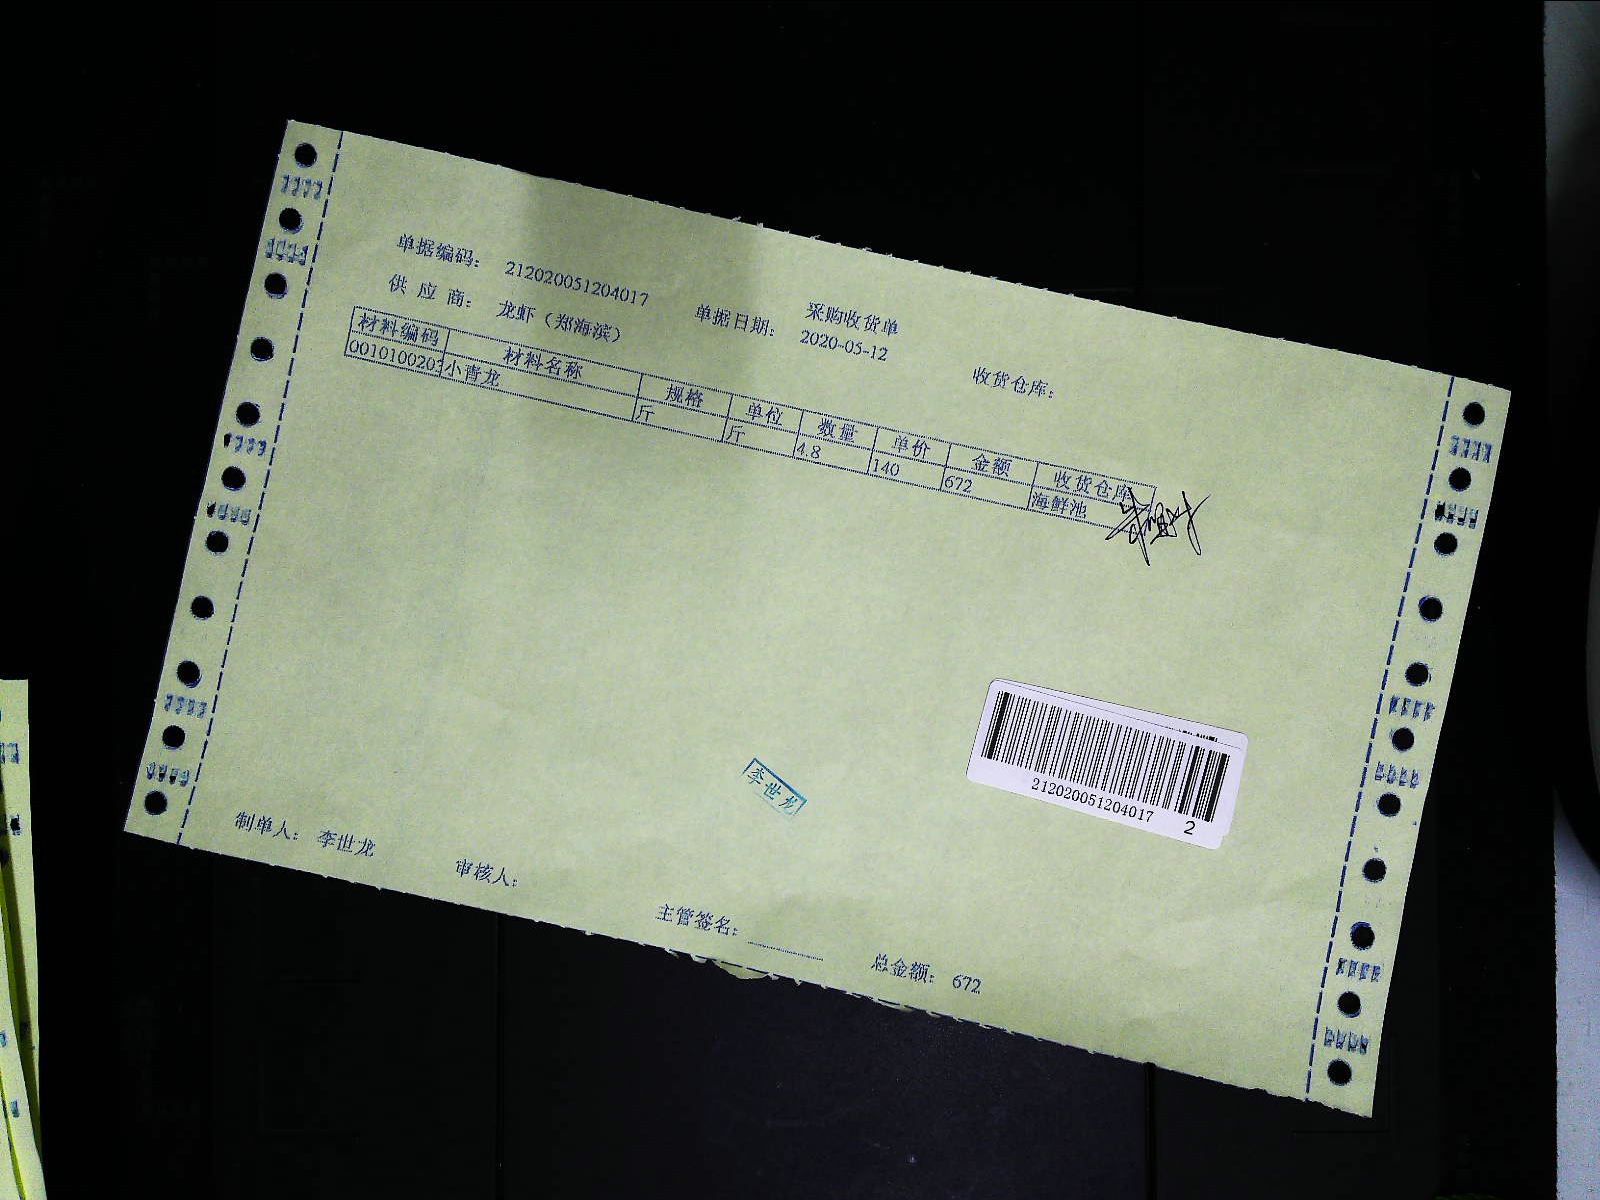 采购收货单
单据编码: 212020051204017 单据日期: 2020-05-12 收货仓库:
供应商: 龙虾（郑海滨）
材料编码 材料名称 规格 单位 数量 单价 金额 收货仓库
001010020 小青龙 斤 斤 4.8 140 672 海鲜池
212020051204017 2
李世龙
制单人: 李世龙 审核人: 主管签名: 总金额: 672